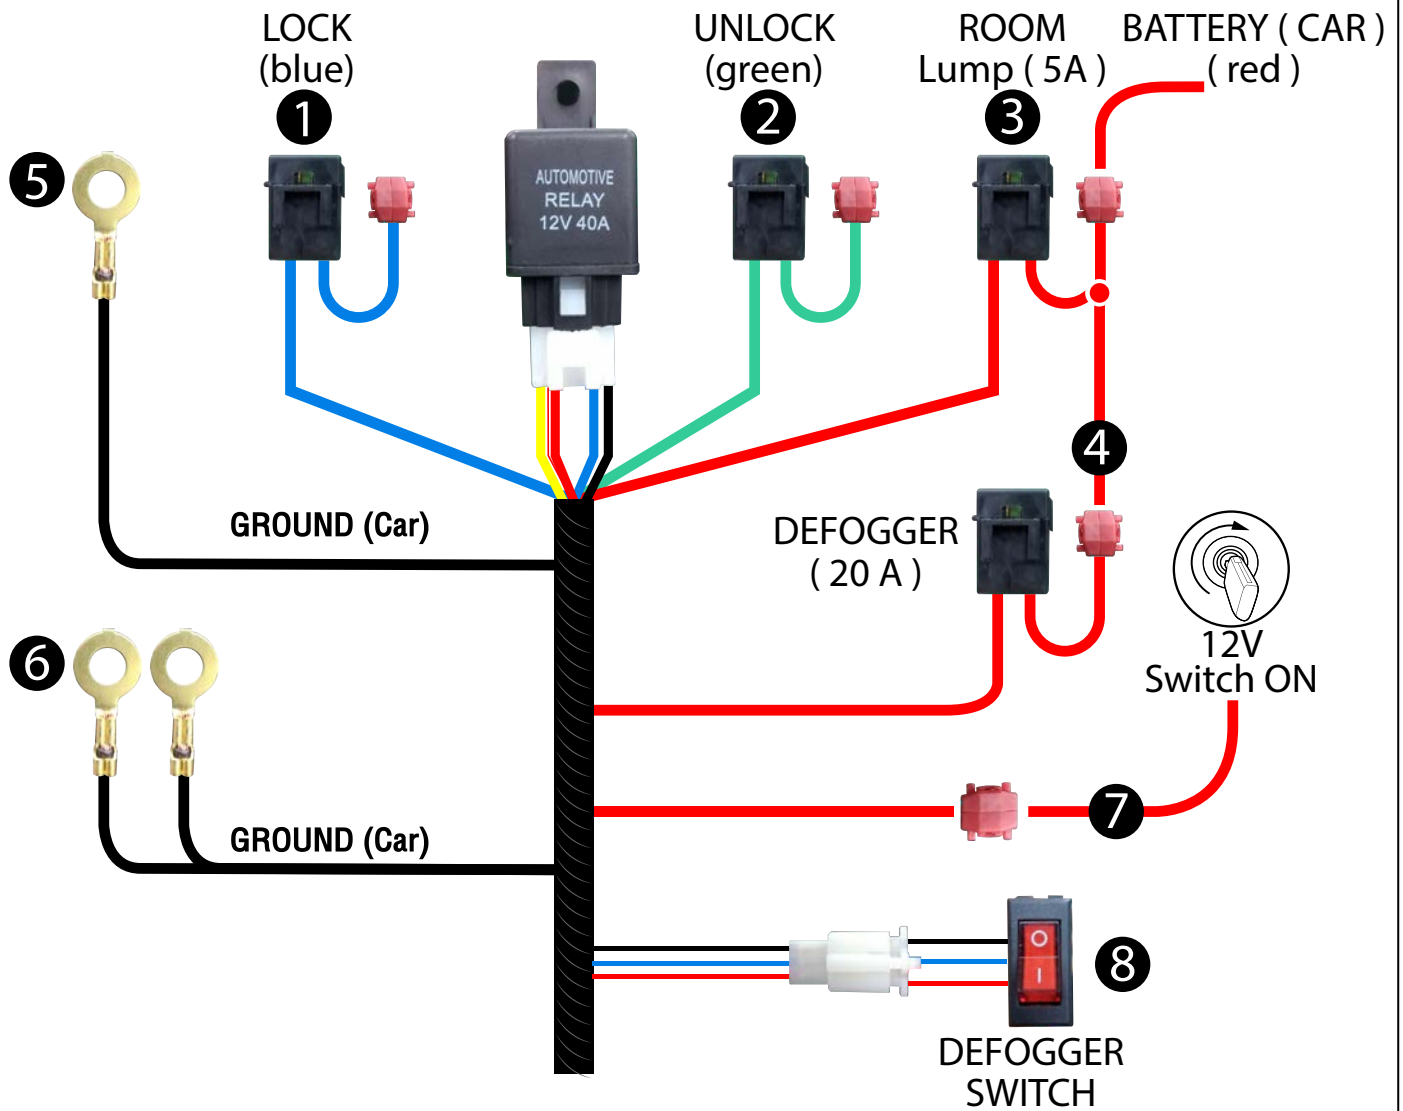 LOCK
(blue)
1
UNLOCK
(green)
2
ROOM
Lump ( 5A )
3
BATTERY ( CAR )
( red )
5
AUTOMOTIVE
RELAY
12V 40A
4
GROUND (Car)
DEFOGGER
( 20 A )
12V
Switch ON
6
7
GROUND (Car)
O
I
8
DEFOGGER
SWITCH